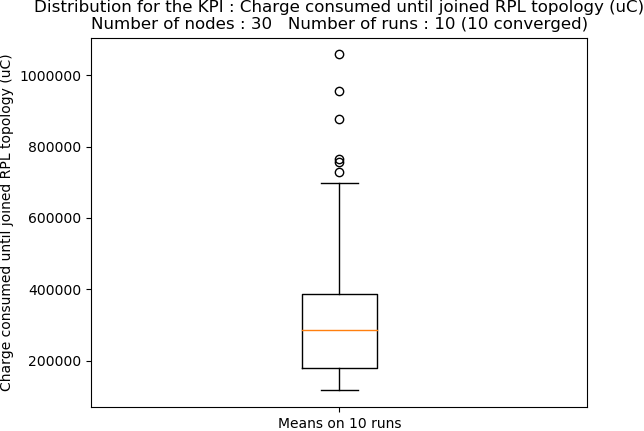 Distribution for the KPI : Charge consumed until joined RPL topology (uC)
Number of nodes : 30   Number of runs : 10 (10 converged)
Charge consumed until joined RPL topology (uC)
1000000
800000
600000
400000
200000
Means on 10 runs